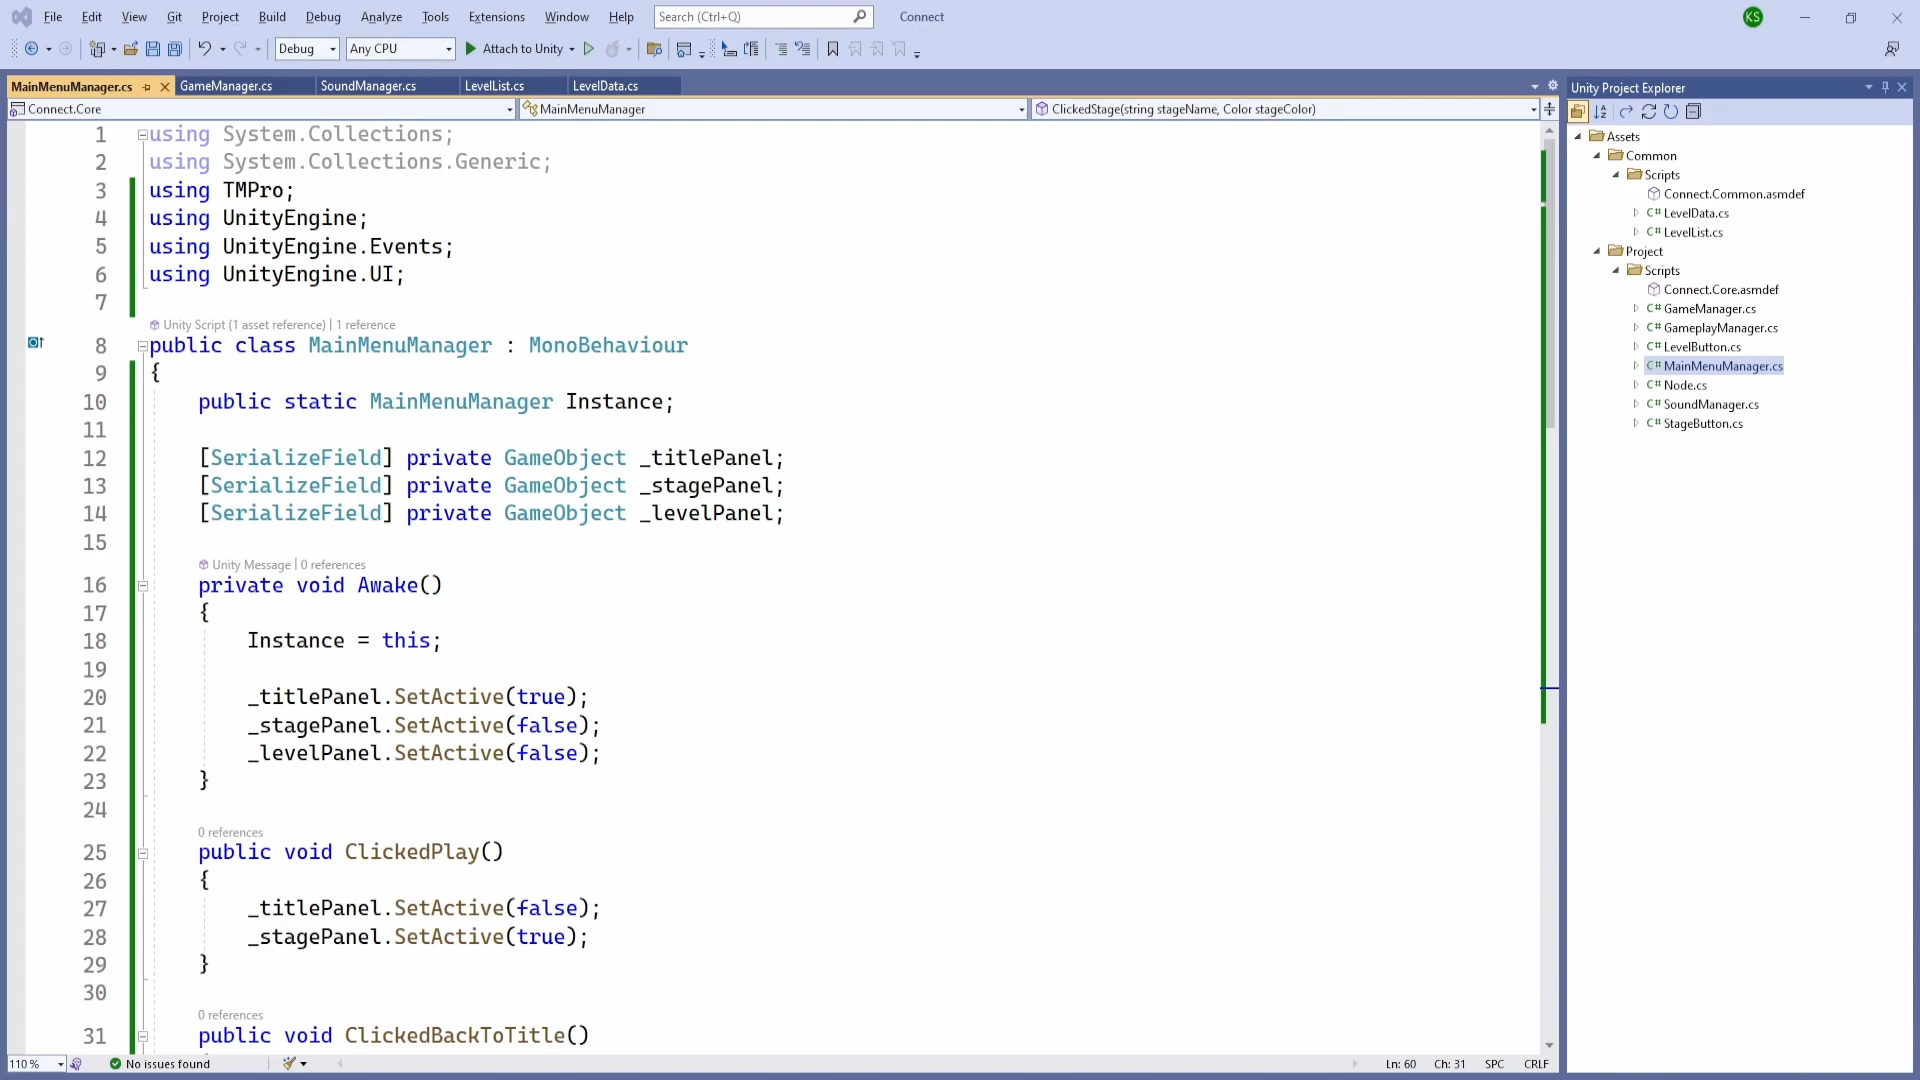 File Edit View Git Project Build Debug Analyze Tools Extensions Window Help Search (Ctrl+Q) Connect KS
Debug Any CPU Attach to Unity
MainMenuManager.cs GameManager.cs SoundManager.cs LevelList.cs LevelData.cs
Connect.Core MainMenuManager ClickedStage(string stageName, Color stageColor)
1 using System.Collections;
2 using System.Collections.Generic;
3 using TMPro;
4 using UnityEngine;
5 using UnityEngine.Events;
6 using UnityEngine.UI;
7
Unity Script (1 asset reference) | 1 reference
8 public class MainMenuManager : MonoBehaviour
9 {
10 public static MainMenuManager Instance;
11
12 [SerializeField] private GameObject _titlePanel;
13 [SerializeField] private GameObject _stagePanel;
14 [SerializeField] private GameObject _levelPanel;
15
Unity Message | 0 references
16 private void Awake()
17 {
18 Instance = this;
19
20 _titlePanel.SetActive(true);
21 _stagePanel.SetActive(false);
22 _levelPanel.SetActive(false);
23 }
24
0 references
25 public void ClickedPlay()
26 {
27 _titlePanel.SetActive(false);
28 _stagePanel.SetActive(true);
29 }
30
0 references
31 public void ClickedBackToTitle()
110 % No issues found Ln: 60 Ch: 31 SPC CRLF
Unity Project Explorer
Assets
Common
Scripts
Connect.Common.asmdef
C# LevelData.cs
C# LevelList.cs
Project
Scripts
Connect.Core.asmdef
C# GameManager.cs
C# GameplayManager.cs
C# LevelButton.cs
C# MainMenuManager.cs
C# Node.cs
C# SoundManager.cs
C# StageButton.cs